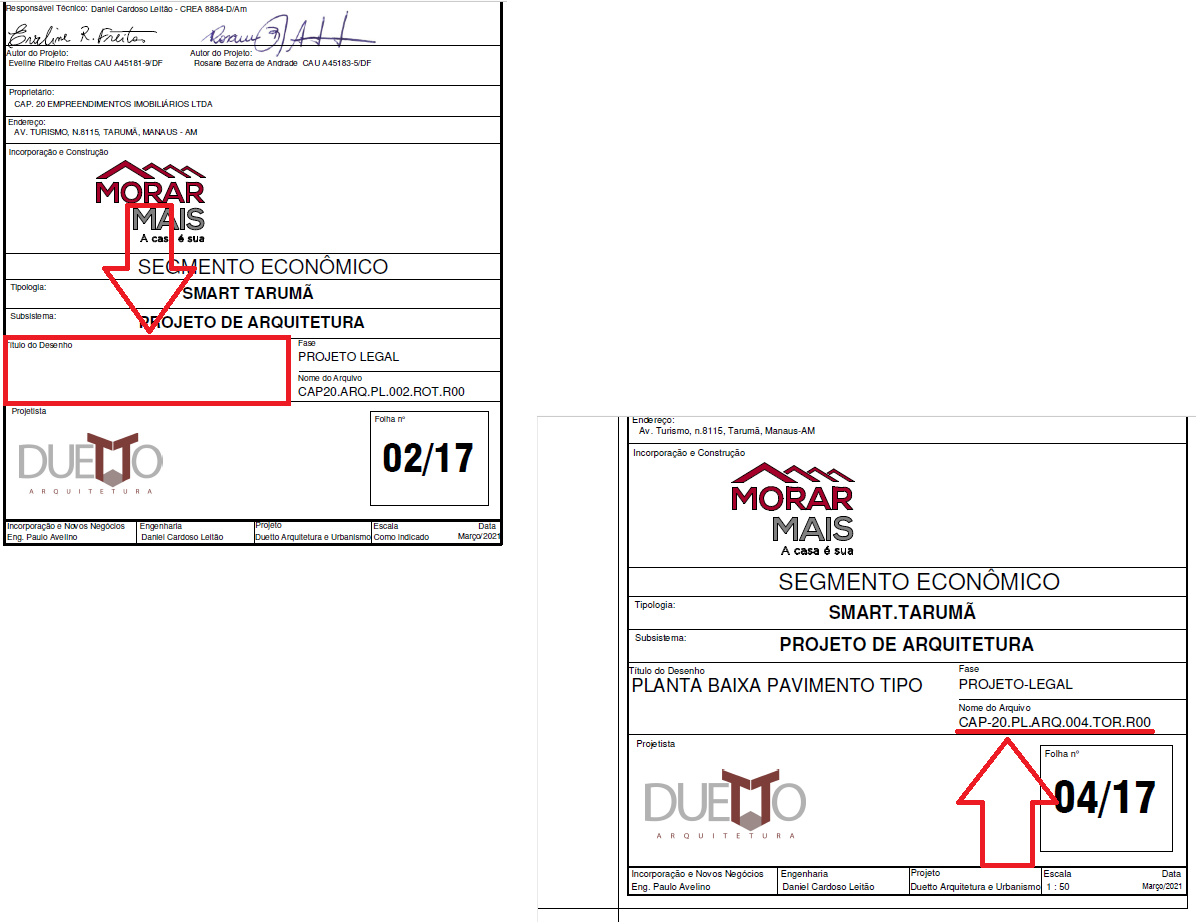 Responsável Técnico: Daniel Cardoso Leitão - CREA 8884-D/Am
Eveline R. Freitas
Autor do Projeto:
Eveline Ribeiro Freitas CAU A45181-9/DF
Autor do Projeto:
Rosane Bezerra de Andrade CAU A45183-5/DF
Proprietário:
CAP. 20 EMPREENDIMENTOS IMOBILIÁRIOS LTDA
Endereço:
AV. TURISMO, N.8115, TARUMÃ, MANAUS - AM
Incorporação e Construção
MORAR
MAIS
A casa é sua
SEGMENTO ECONÔMICO
Tipologia:
SMART TARUMÃ
Subsistema:
PROJETO DE ARQUITETURA
Título do Desenho
Fase
PROJETO LEGAL
Nome do Arquivo
CAP20.ARQ.PL.002.ROT.R00
Projetista
DUETTO
ARQUITETURA
Folha nº
02/17
Incorporação e Novos Negócios
Eng. Paulo Avelino
Engenharia
Daniel Cardoso Leitão
Projeto
Duetto Arquitetura e Urbanismo
Escala
Como Indicado
Data
Março/2021
Endereço:
Av. Turismo, n.8115, Tarumã, Manaus-AM
Incorporação e Construção
MORAR
MAIS
A casa é sua
SEGMENTO ECONÔMICO
Tipologia:
SMART.TARUMÃ
Subsistema:
PROJETO DE ARQUITETURA
Título do Desenho
PLANTA BAIXA PAVIMENTO TIPO
Fase
PROJETO-LEGAL
Nome do Arquivo
CAP-20.PL.ARQ.004.TOR.R00
Projetista
DUETTO
ARQUITETURA
Folha nº
04/17
Incorporação e Novos Negócios
Eng. Paulo Avelino
Engenharia
Daniel Cardoso Leitão
Projeto
Duetto Arquitetura e Urbanismo
Escala
1 : 50
Data
Março/2021